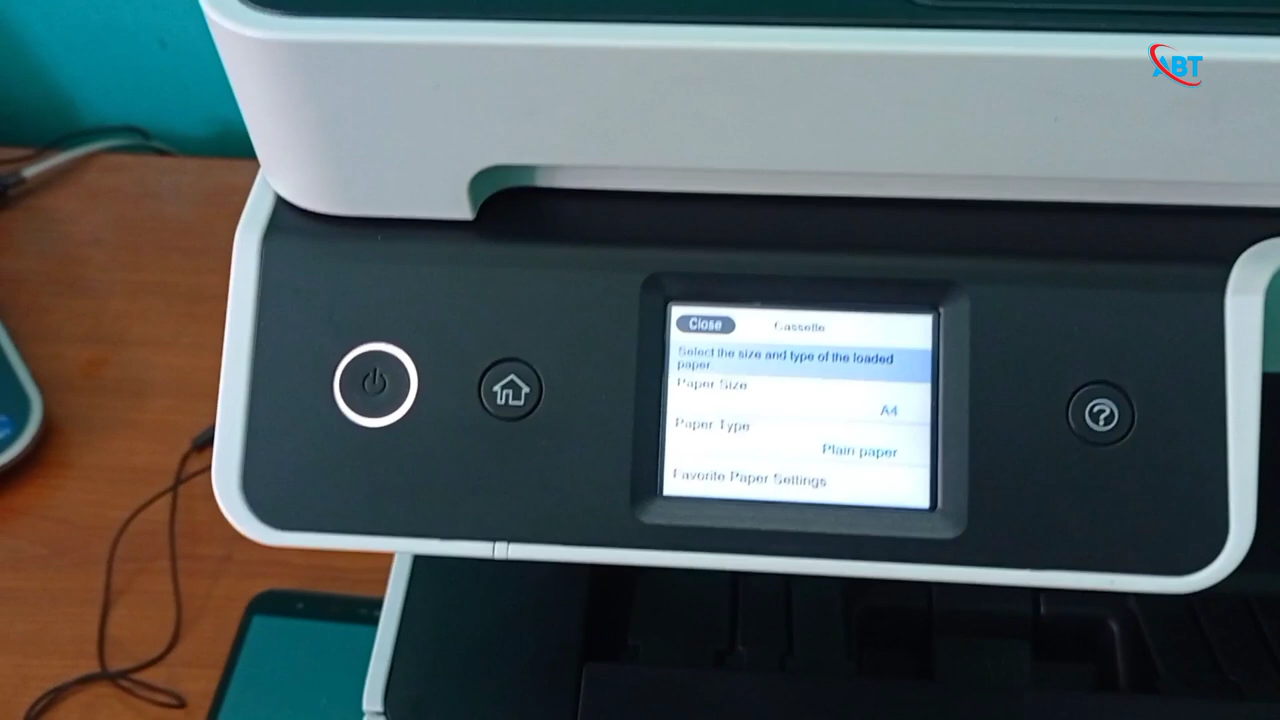 ABT
Close
Cassette
Select the size and type of the loaded
paper.
Paper Size
A4
Paper Type
Plain paper
Favorite Paper Settings